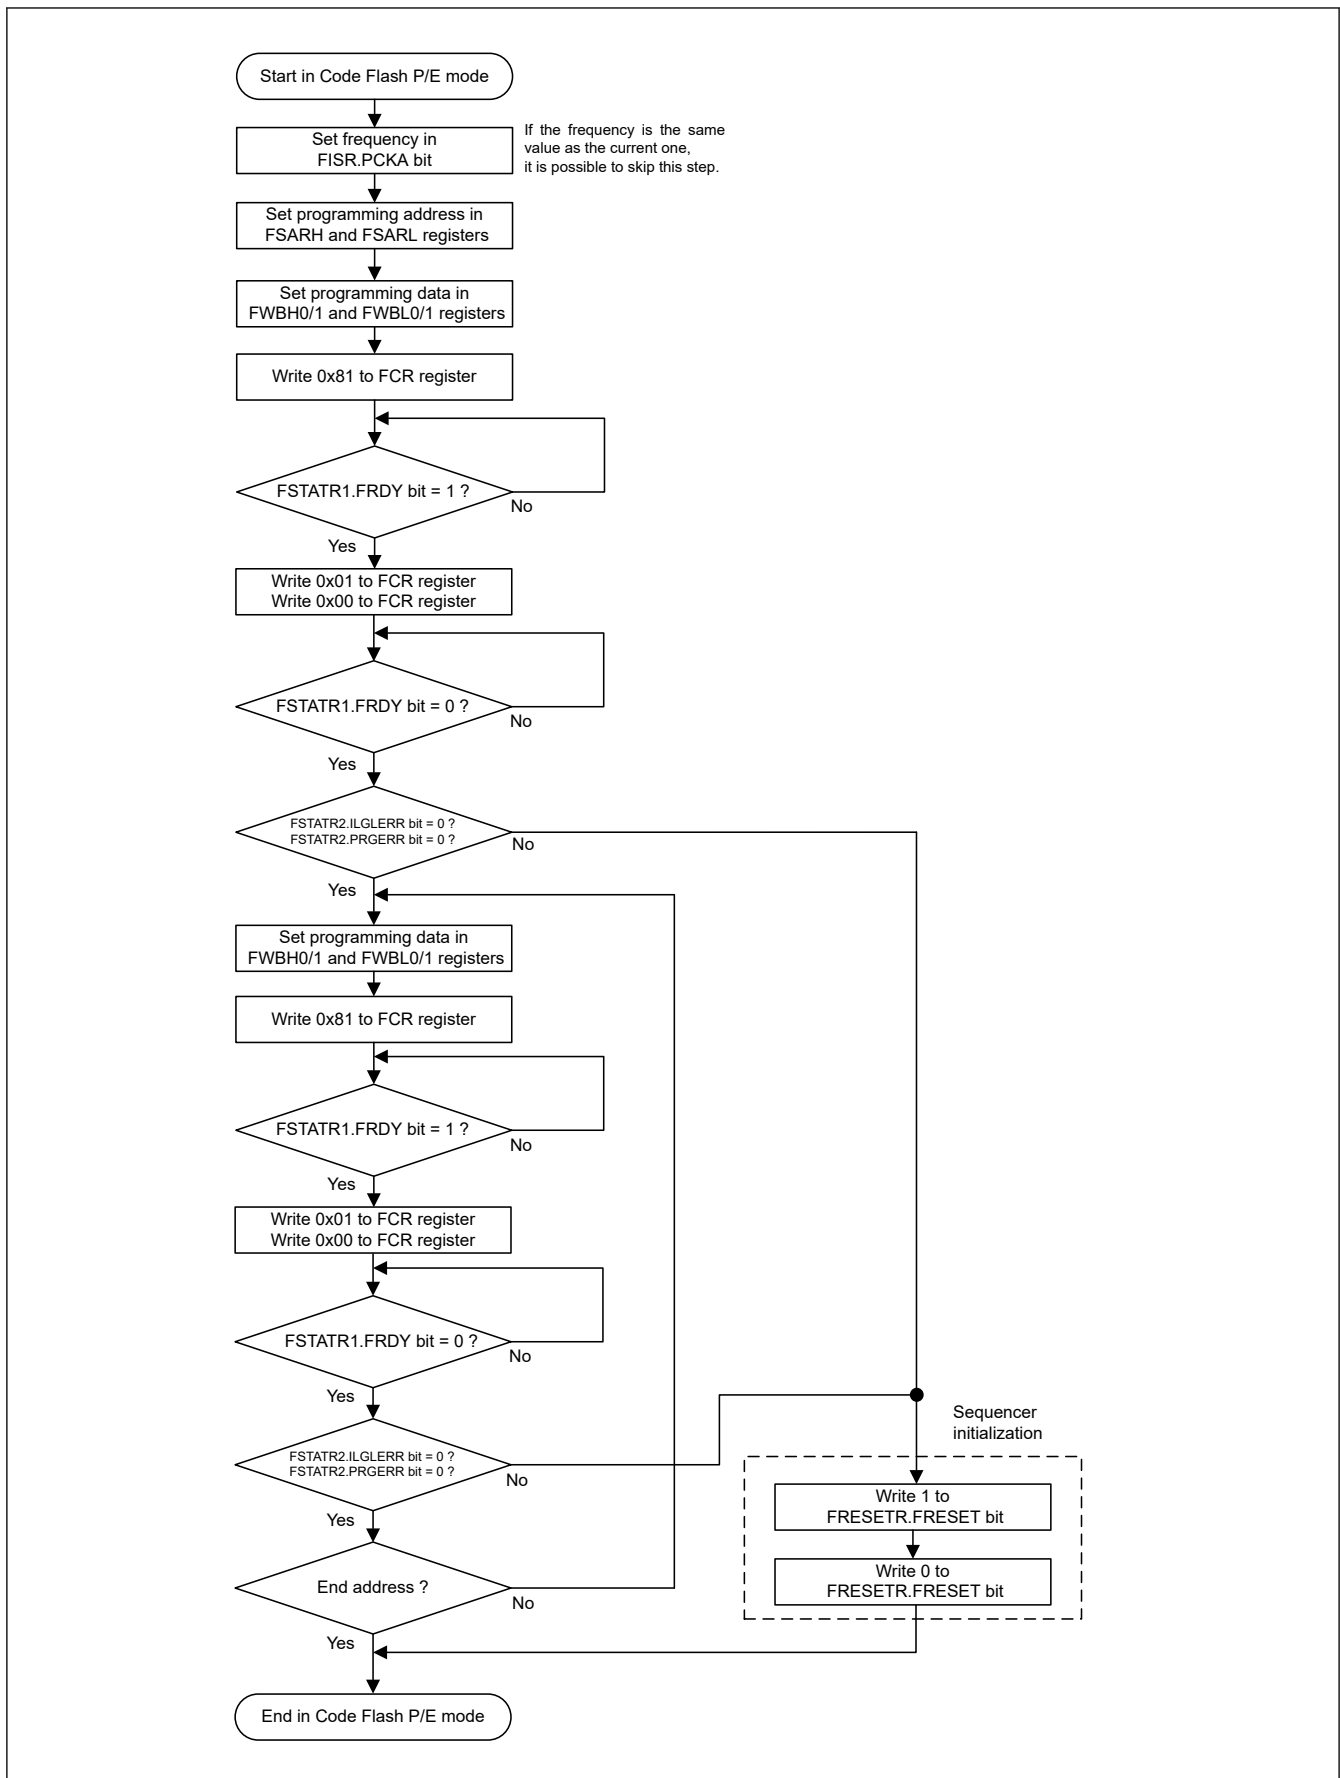 Start in Code Flash P/E mode
Set frequency in
FISR.PCKA bit
If the frequency is the same
value as the current one,
it is possible to skip this step.
Set programming address in
FSARH and FSARL registers
Set programming data in
FWBH0/1 and FWBL0/1 registers
Write 0x81 to FCR register
FSTATR1.FRDY bit = 1 ?
No
Yes
Write 0x01 to FCR register
Write 0x00 to FCR register
FSTATR1.FRDY bit = 0 ?
No
Yes
FSTATR2.ILGLERR bit = 0 ?
FSTATR2.PRGERR bit = 0 ?
No
Yes
Set programming data in
FWBH0/1 and FWBL0/1 registers
Write 0x81 to FCR register
FSTATR1.FRDY bit = 1 ?
No
Yes
Write 0x01 to FCR register
Write 0x00 to FCR register
FSTATR1.FRDY bit = 0 ?
No
Yes
FSTATR2.ILGLERR bit = 0 ?
FSTATR2.PRGERR bit = 0 ?
No
Yes
End address ?
No
Yes
Sequencer
initialization
Write 1 to
FRESETR.FRESET bit
Write 0 to
FRESETR.FRESET bit
End in Code Flash P/E mode